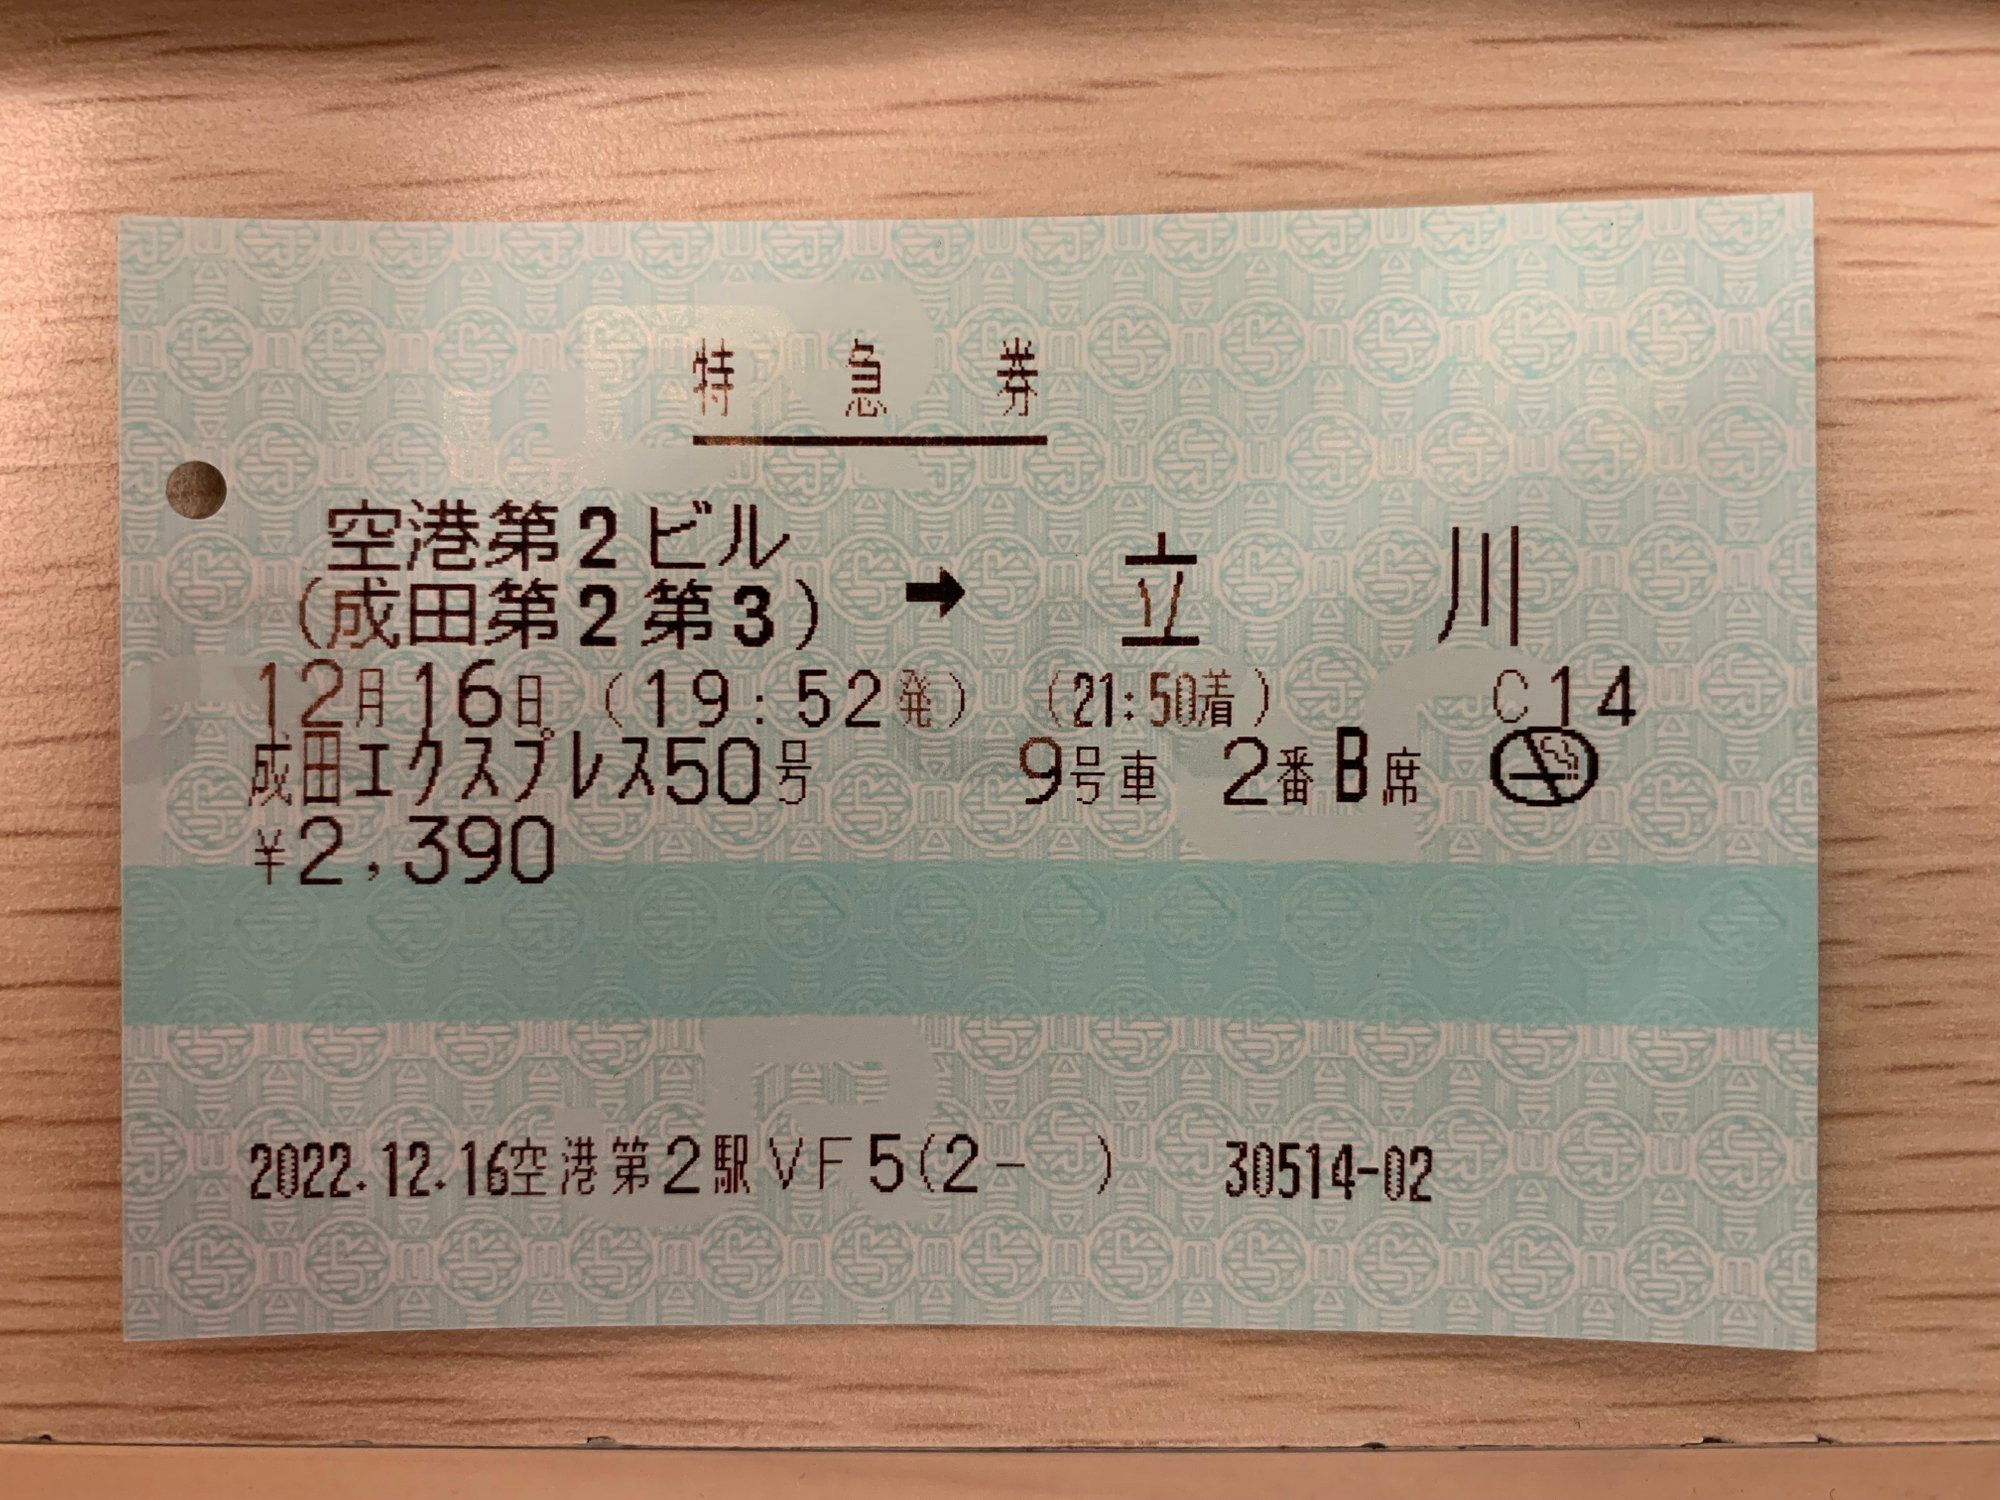 特急券
空港第2ビル
(成田第2第3) → 立川
12月16日 (19:52発) (21:50着) C14
成田エクスプレス50号 9号車 2番B席
¥2,390
2022.12.16空港第2駅VF5(2- ) 30514-02